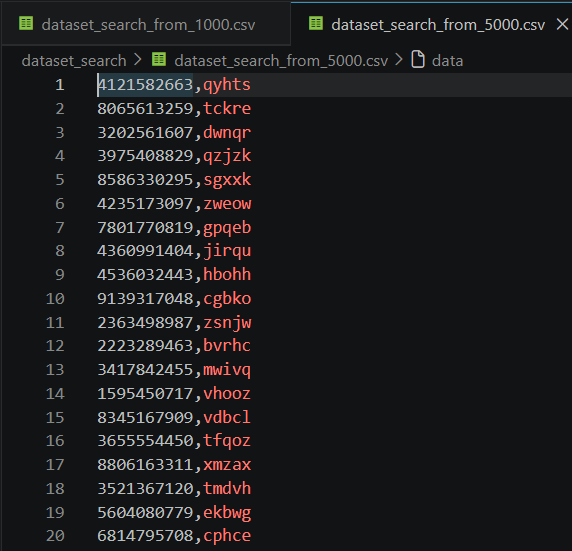 dataset_search_from_1000.csv dataset_search_from_5000.csv
dataset_search > dataset_search_from_5000.csv > data
1 4121582663,qyhts
2 8065613259,tckre
3 3202561607,dwnqr
4 3975408829,qzjzk
5 8586330295,sgxxk
6 4235173097,zweow
7 7801770819,gpqeb
8 4360991404,jirqu
9 4536032443,hbohh
10 9139317048,cgbko
11 2363498987,zsnjw
12 2223289463,bvrhc
13 3417842455,mwivq
14 1595450717,vhooz
15 8345167909,vdbcl
16 3655554450,tfqoz
17 8806163311,xmzax
18 3521367120,tmdvh
19 5604080779,ekbwg
20 6814795708,cphce